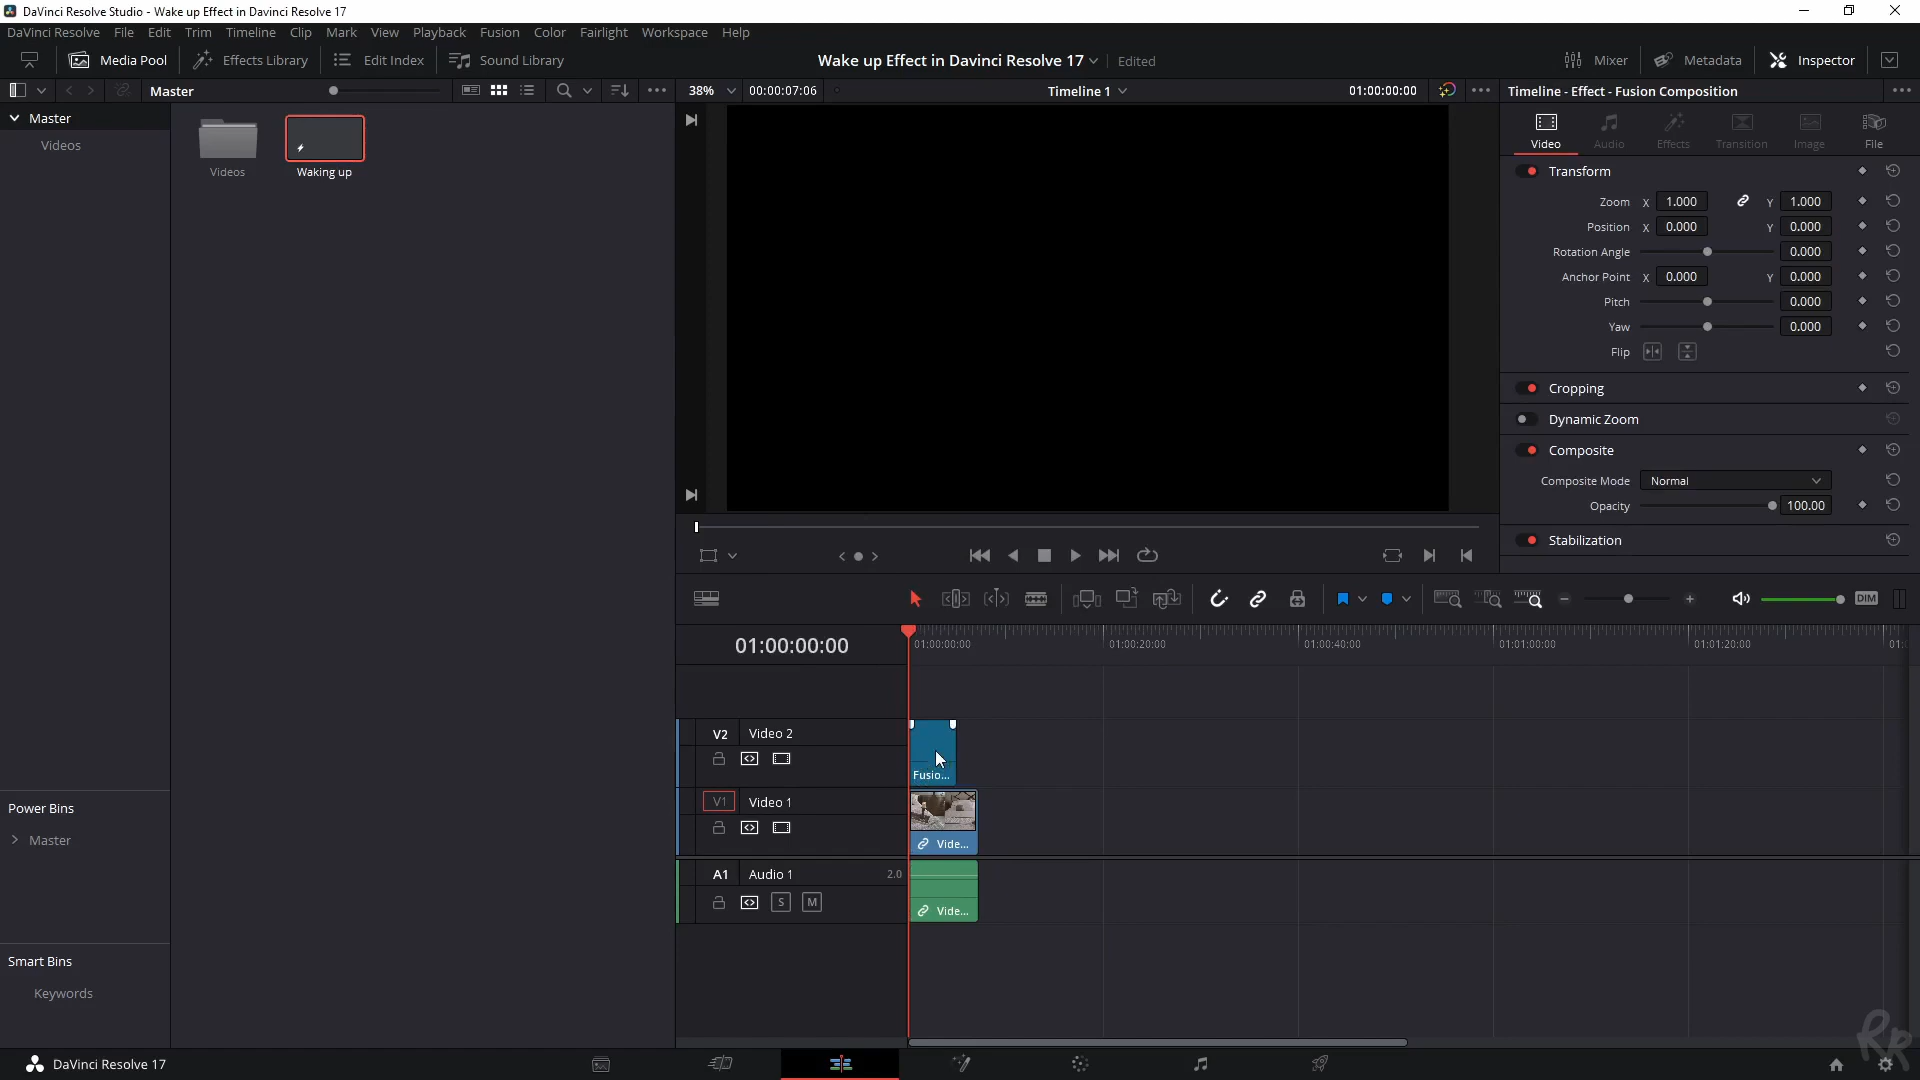 DaVinci Resolve Studio - Wake up Effect in Davinci Resolve 17
DaVinci Resolve File Edit Trim Timeline Clip Mark View Playback Fusion Color Fairlight Workspace Help
Media Pool Effects Library Edit Index Sound Library Wake up Effect in Davinci Resolve 17 Edited Mixer Metadata Inspector
Master 38% 00:00:07:06 Timeline 1 01:00:00:00 Timeline - Effect - Fusion Composition
Master
Videos
Videos
Waking up
Video Audio Effects Transition Image File
Transform
Zoom X 1.000 Y 1.000
Position X 0.000 Y 0.000
Rotation Angle 0.000
Anchor Point X 0.000 Y 0.000
Pitch 0.000
Yaw 0.000
Flip
Cropping
Dynamic Zoom
Composite
Composite Mode Normal
Opacity 100.00
Stabilization
DIM
01:00:00:00
01:00:00:00 01:00:20:00 01:00:40:00 01:01:00:00 01:01:20:00 01:
V2 Video 2
Fusio...
V1 Video 1
Vide...
A1 Audio 1 2.0
S M
Vide...
Power Bins
Master
Smart Bins
Keywords
DaVinci Resolve 17
RR